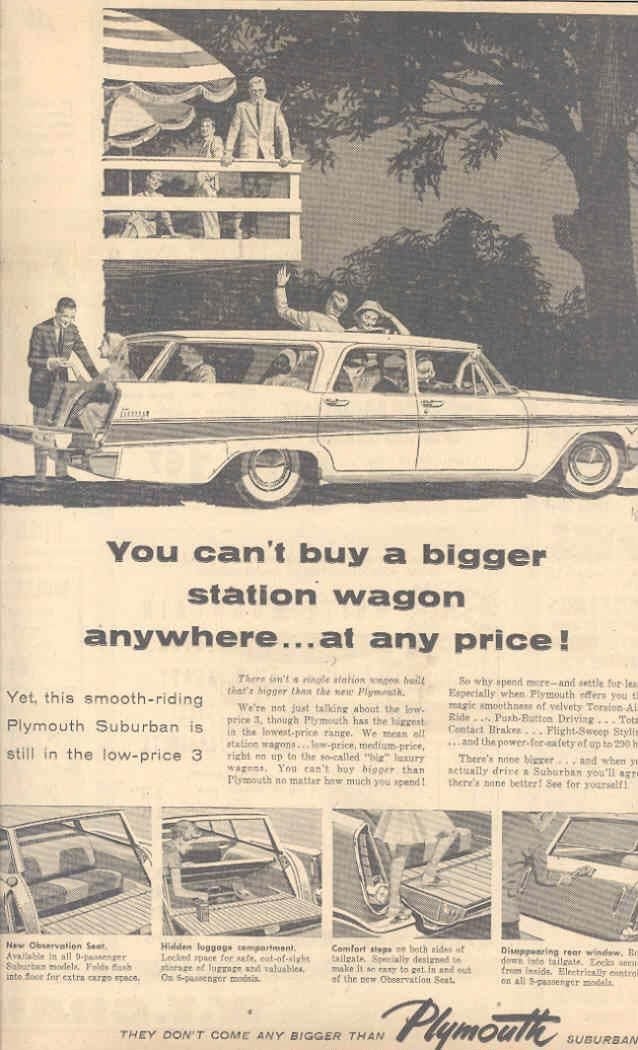 You can't buy a bigger
station wagon
anywhere...at any price!
Yet, this smooth-riding
Plymouth Suburban is
still in the low-price 3
There isn't a single station wagon built
that's bigger than the new Plymouth.
We're not just talking about the low-
price 3, though Plymouth has the biggest
in the lowest-price range. We mean all
station wagons...low-price, medium-price,
right on up to the so-called "big" luxury
wagons. You can't buy bigger than
Plymouth no matter how much you spend!
So why spend more—and settle for
Especially when Plymouth offers you
magic smoothness of velvety Torsion-
Ride ... Push-Button Driving ...
Contact Brakes ... Flight-Sweep
...and the power-for-safety of up to 290
There's none bigger ... and when
actually drive a Suburban you'll
there's none better! See for yourself!
New Observation Seat.
Available in all 9-passenger
Suburban models. Folds flush
into floor for extra cargo space.
Hidden luggage compartment.
Locked space for safe, out-of-sight
storage of luggage and valuables.
On 6-passenger models.
Comfort steps on both sides of
tailgate. Specially designed to
make it so easy to get in and out
of the new Observation Seat.
Disappearing rear window.
down into tailgate. Locks
from inside. Electrically
on all 9-passenger models.
THEY DON'T COME ANY BIGGER THAN Plymouth SUBURBAN